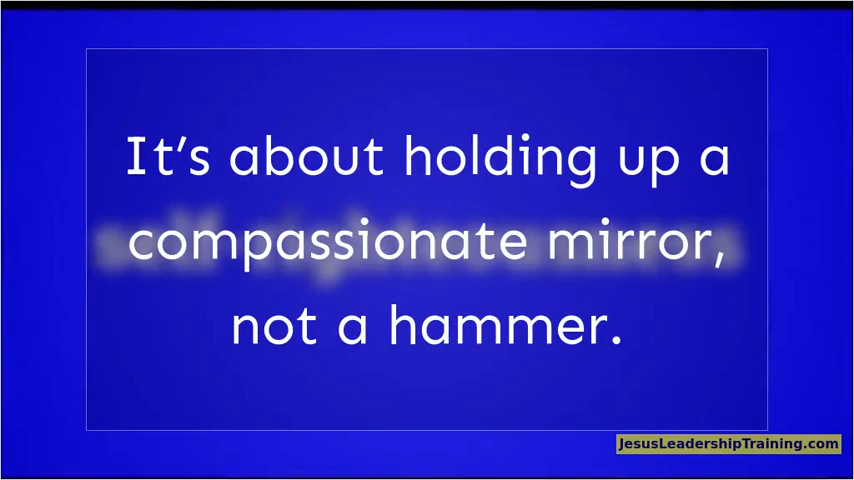 It’s about holding up a
compassionate mirror,
not a hammer.
JesusLeadershipTraining.com